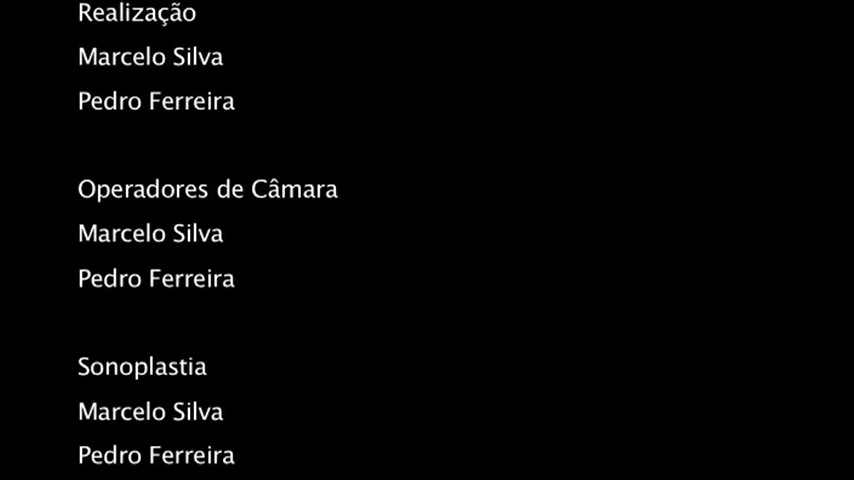 Realização
Marcelo Silva
Pedro Ferreira
Operadores de Câmara
Marcelo Silva
Pedro Ferreira
Sonoplastia
Marcelo Silva
Pedro Ferreira